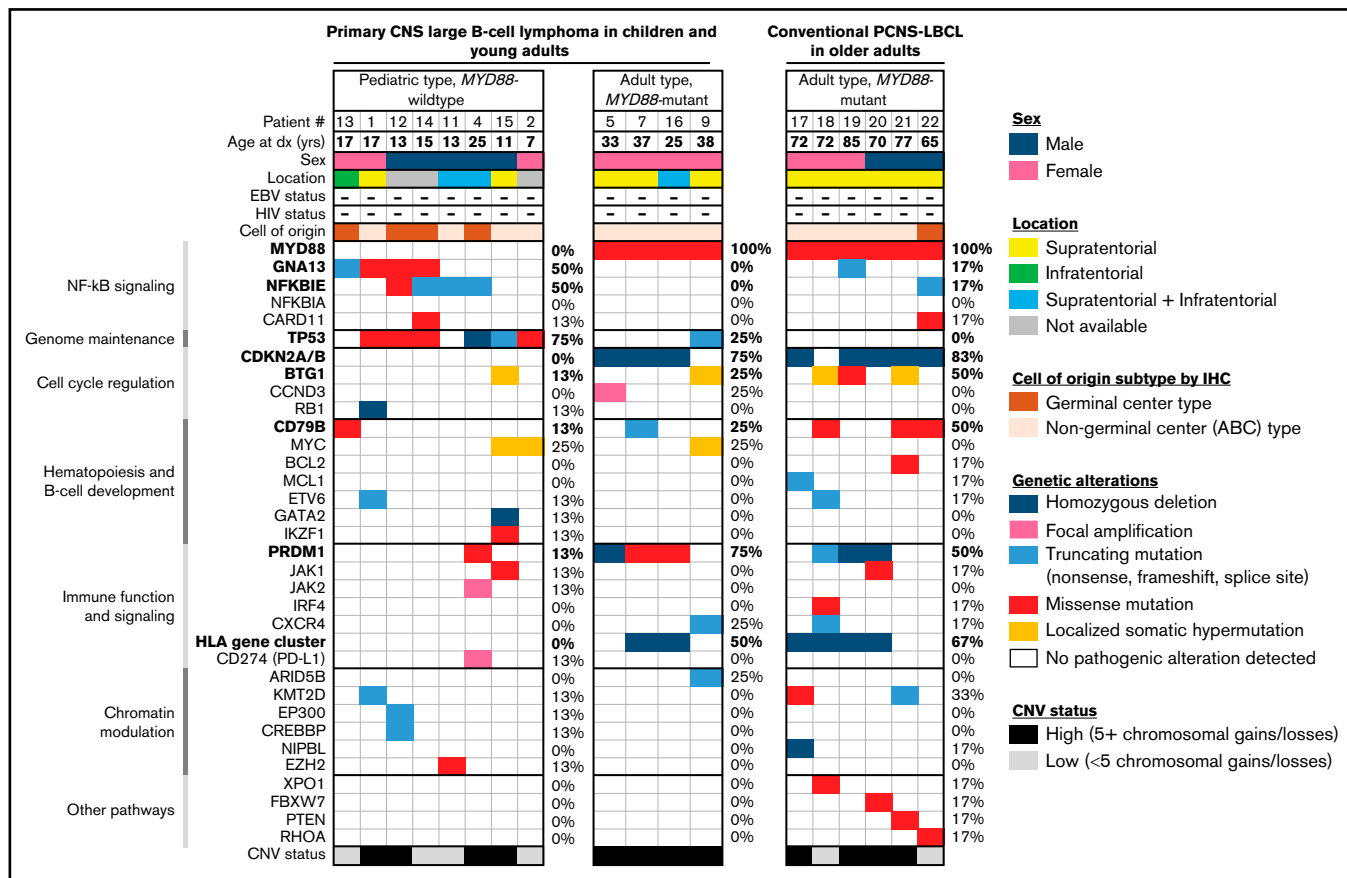 Primary CNS large B-cell lymphoma in children and
young adults
Conventional PCNS-LBCL
in older adults
Pediatric type, MYD88-
wildtype
Adult type,
MYD88-mutant
Adult type, MYD88-
mutant
Patient # 13 1 12 14 11 4 15 2 5 7 16 9 17 18 19 20 21 22
Age at dx (yrs) 17 17 13 15 13 25 11 7 33 37 25 38 72 72 85 70 77 65
Sex
Location
EBV status - - - - - - - - - - - - - - - - - -
HIV status - - - - - - - - - - - - - - - - - -
Cell of origin
NF-kB signaling
MYD88 0% 100% 100%
GNA13 50% 0% 17%
NFKBIE 50% 0% 17%
NFKBIA 0% 0% 0%
CARD11 13% 0% 17%
Genome maintenance
TP53 75% 25% 0%
Cell cycle regulation
CDKN2A/B 0% 75% 83%
BTG1 13% 25% 50%
CCND3 0% 25% 0%
RB1 13% 0% 0%
Hematopoiesis and
B-cell development
CD79B 13% 25% 50%
MYC 25% 25% 0%
BCL2 0% 0% 17%
MCL1 0% 0% 17%
ETV6 13% 0% 17%
GATA2 13% 0% 0%
IKZF1 13% 0% 0%
Immune function
and signaling
PRDM1 13% 75% 50%
JAK1 13% 0% 17%
JAK2 13% 0% 0%
IRF4 0% 0% 17%
CXCR4 0% 25% 17%
HLA gene cluster 0% 50% 67%
CD274 (PD-L1) 13% 0% 0%
Chromatin
modulation
ARID5B 0% 25% 0%
KMT2D 13% 0% 33%
EP300 13% 0% 0%
CREBBP 13% 0% 0%
NIPBL 0% 0% 17%
EZH2 13% 0% 0%
Other pathways
XPO1 0% 0% 17%
FBXW7 0% 0% 17%
PTEN 0% 0% 17%
RHOA 0% 0% 17%
CNV status
Sex
Male
Female
Location
Supratentorial
Infratentorial
Supratentorial + Infratentorial
Not available
Cell of origin subtype by IHC
Germinal center type
Non-germinal center (ABC) type
Genetic alterations
Homozygous deletion
Focal amplification
Truncating mutation
(nonsense, frameshift, splice site)
Missense mutation
Localized somatic hypermutation
No pathogenic alteration detected
CNV status
High (5+ chromosomal gains/losses)
Low (<5 chromosomal gains/losses)